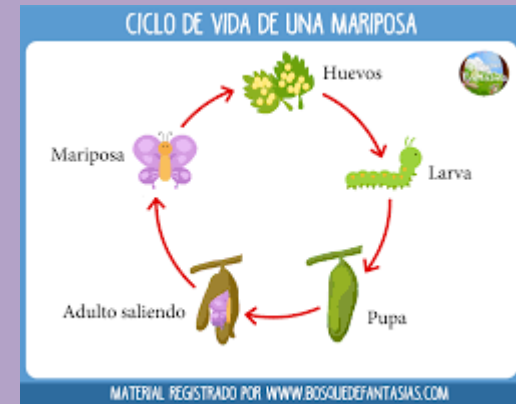 CICLO DE VIDA DE UNA MARIPOSA
Huevos
Mariposa
Larva
Adulto saliendo
Pupa
MATERIAL REGISTRADO POR WWW.BOSQUEDEFANTASIAS.COM